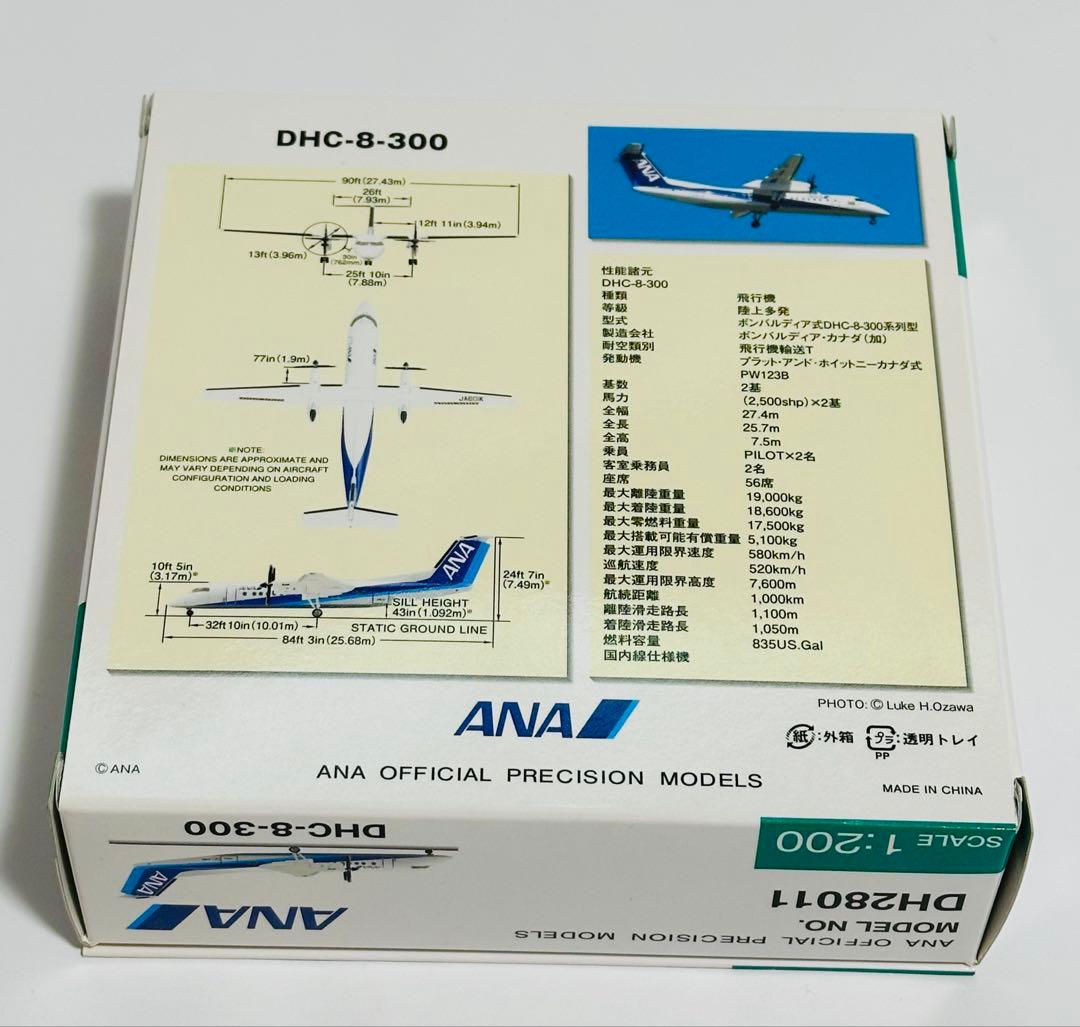 DHC-8-300
90ft (27.43m)
26ft
(7.93m)
12ft 11in (3.94m)
13ft (3.96m)
30in
(762mm)
25ft 10in
(7.88m)
77in (1.9m)
※NOTE:
DIMENSIONS ARE APPROXIMATE AND
MAY VARY DEPENDING ON AIRCRAFT
CONFIGURATION AND LOADING
CONDITIONS
ANA
10ft 5in
(3.17m)※
24ft 7in
(7.49m)※
SILL HEIGHT
43in (1.092m)※
32ft10in (10.01m)
STATIC GROUND LINE
84ft 3in (25.68m)
ANA
性能諸元
DHC-8-300
種類 飛行機
等級 陸上多発
型式 ボンバルディア式DHC-8-300系列型
製造会社 ボンバルディア・カナダ(加)
耐空類別 飛行機輸送T
発動機 プラット・アンド・ホイットニーカナダ式
PW123B
基数 2基
馬力 (2,500shp)×2基
全幅 27.4m
全長 25.7m
全高 7.5m
乗員 PILOT×2名
客室乗務員 2名
座席 56席
最大離陸重量 19,000kg
最大着陸重量 18,600kg
最大零燃料重量 17,500kg
最大搭載可能有償重量 5,100kg
最大運用限界速度 580km/h
巡航速度 520km/h
最大運用限界高度 7,600m
航続距離 1,000km
離陸滑走路長 1,100m
着陸滑走路長 1,050m
燃料容量 835US.Gal
国内線仕様機
PHOTO: © Luke H.Ozawa
ANA
紙:外箱 プラ:透明トレイ
PP
© ANA
ANA OFFICIAL PRECISION MODELS
MADE IN CHINA
DHC-8-300
SCALE 1:200
ANA
ANA
MODEL NO.
DH28011
ANA OFFICIAL PRECISION MODELS